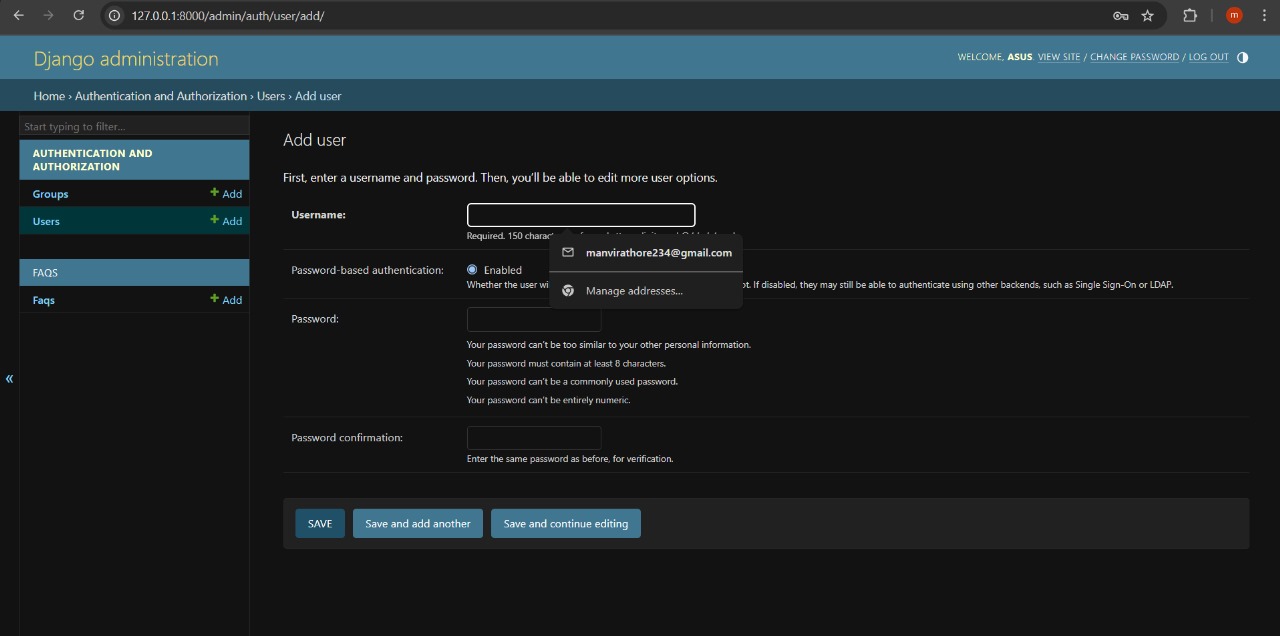 127.0.0.1:8000/admin/auth/user/add/
m
Django administration
WELCOME, ASUS. VIEW SITE / CHANGE PASSWORD / LOG OUT
Home › Authentication and Authorization › Users › Add user
Start typing to filter...
AUTHENTICATION AND
AUTHORIZATION
Groups
+ Add
Users
+ Add
FAQS
Faqs
+ Add
«
Add user
First, enter a username and password. Then, you'll be able to edit more user options.
Username:
Required. 150
manvirathore234@gmail.com
Manage addresses...
Password-based authentication:
Enabled
Whether the user
If disabled, they may still be able to authenticate using other backends, such as Single Sign-On or LDAP.
Password:
Your password can't be too similar to your other personal information.
Your password must contain at least 8 characters.
Your password can't be a commonly used password.
Your password can't be entirely numeric.
Password confirmation:
Enter the same password as before, for verification.
SAVE
Save and add another
Save and continue editing